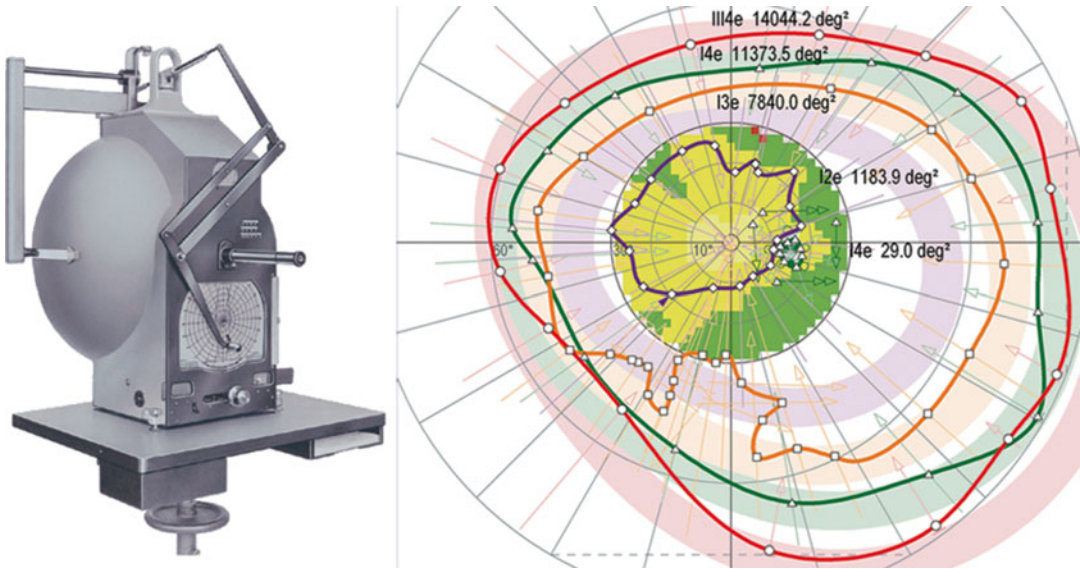 III4e 14044.2 deg²
I4e 11373.5 deg²
I3e 7840.0 deg²
I2e 1183.9 deg²
60°
10°
I4e 29.0 deg²